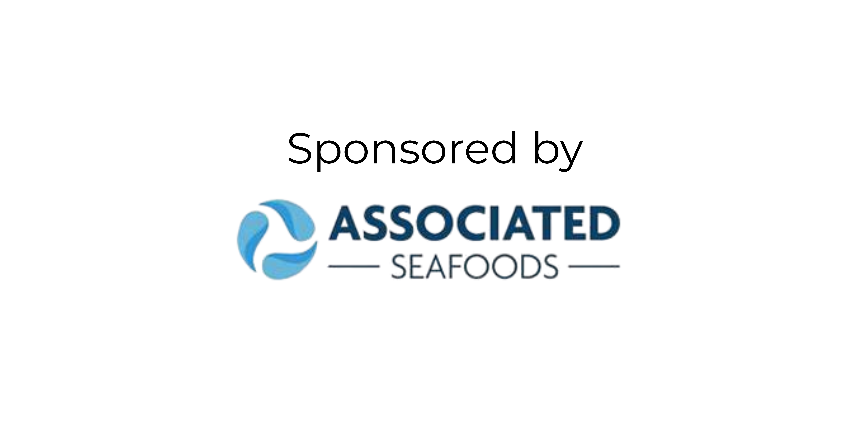 Sponsored by
ASSOCIATED
SEAFOODS